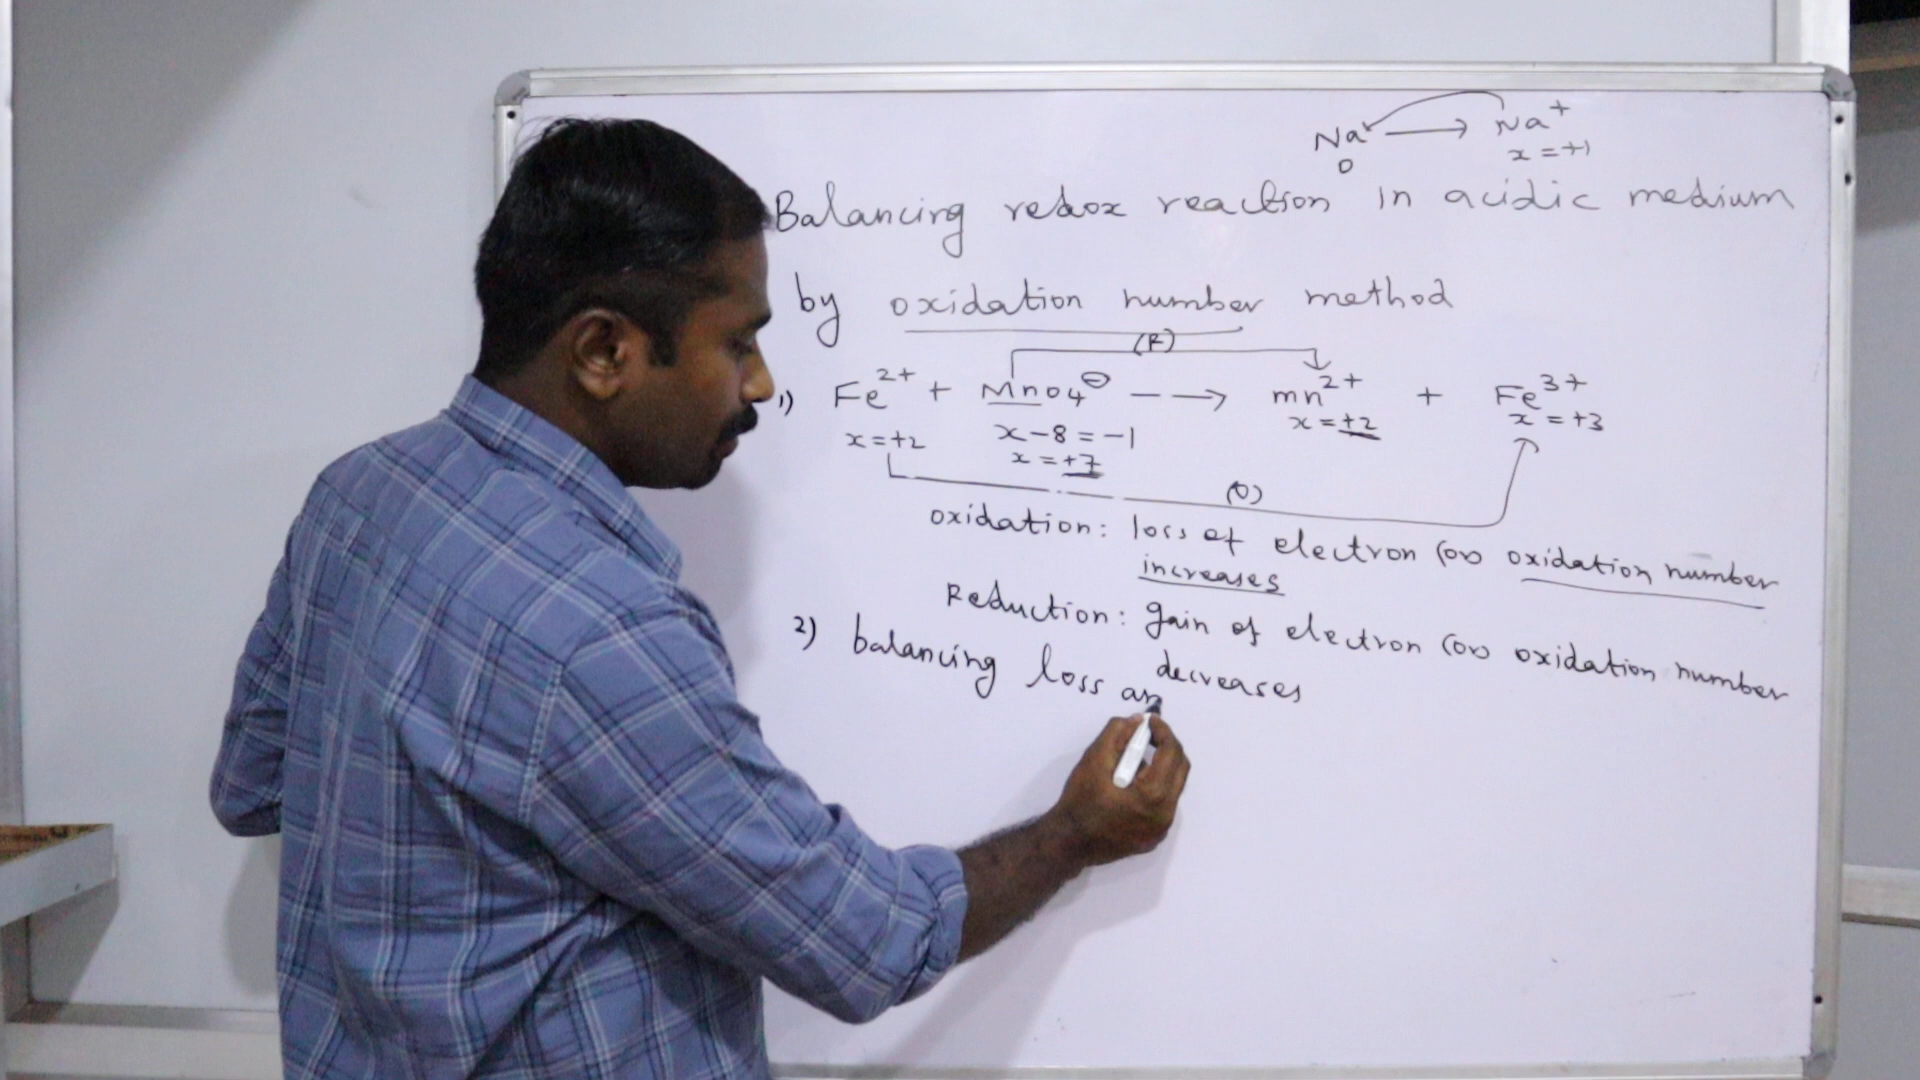 Na → Na⁺
0 x = +1
Balancing redox reaction in acidic medium
by oxidation number method
(R)
1) Fe²⁺ + MnO4⊖ → mn²⁺ + Fe³⁺
x = +2 x - 8 = -1 x = +2 x = +3
x = +7
(O)
oxidation: loss of electron (or) oxidation number
increases
Reduction: gain of electron (or) oxidation number
decreases
2) balancing loss an